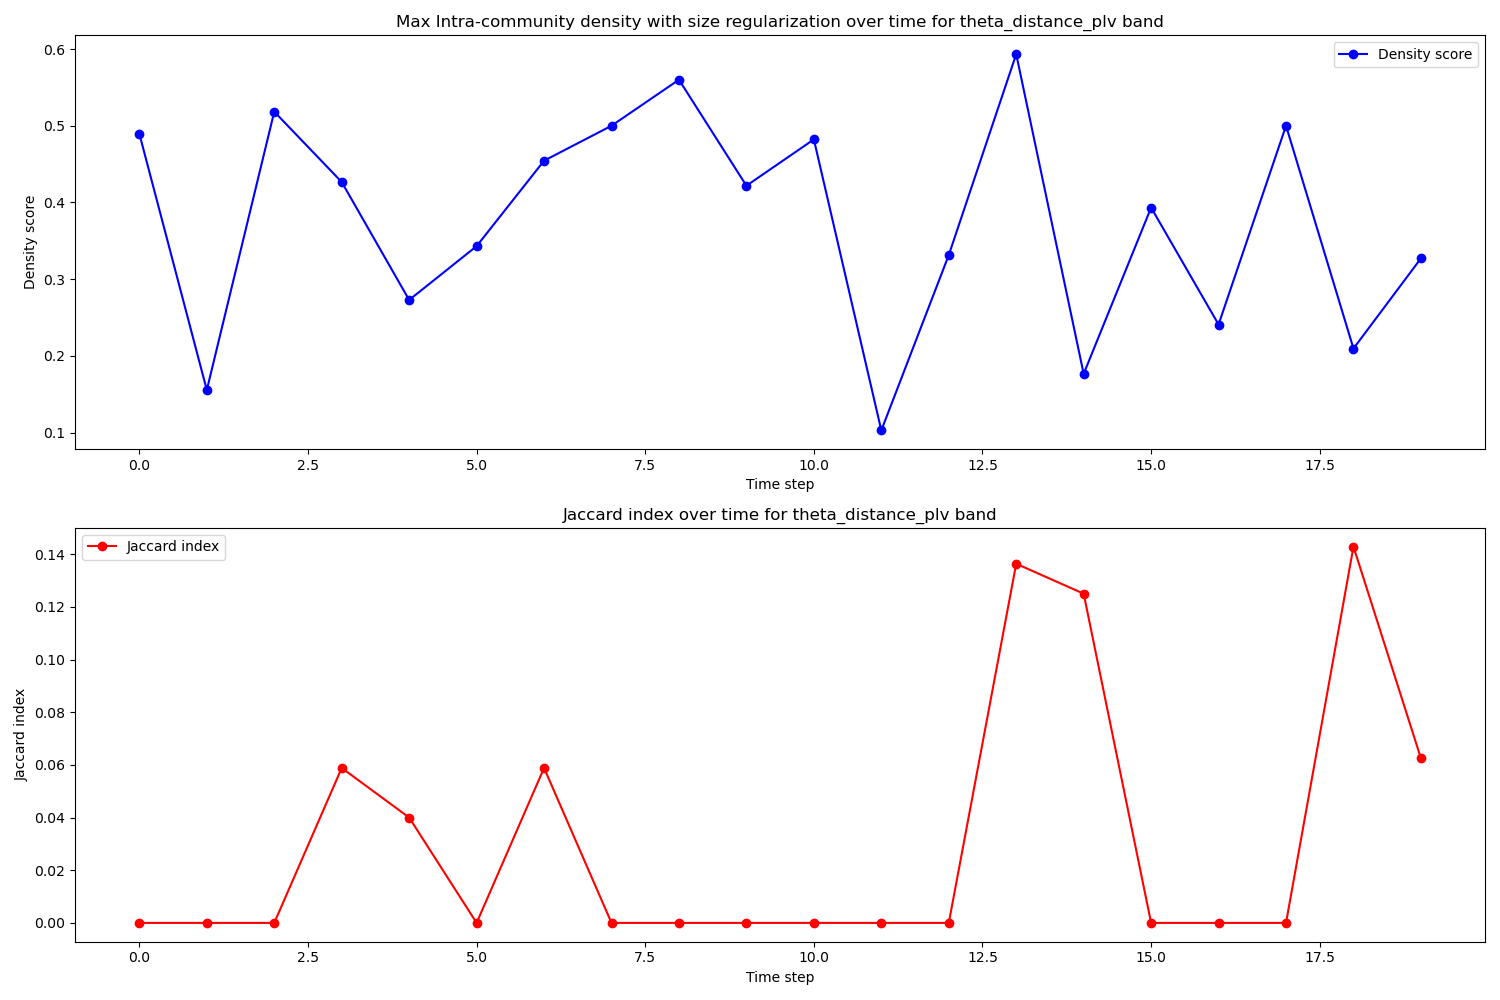 Max Intra-community density with size regularization over time for theta_distance_plv band
Density score
0.6
0.5
0.4
0.3
0.2
0.1
Density score
0.0 2.5 5.0 7.5 10.0 12.5 15.0 17.5
Time step
Jaccard index over time for theta_distance_plv band
Jaccard index
0.14
0.12
0.10
0.08
0.06
0.04
0.02
0.00
Jaccard index
0.0 2.5 5.0 7.5 10.0 12.5 15.0 17.5
Time step